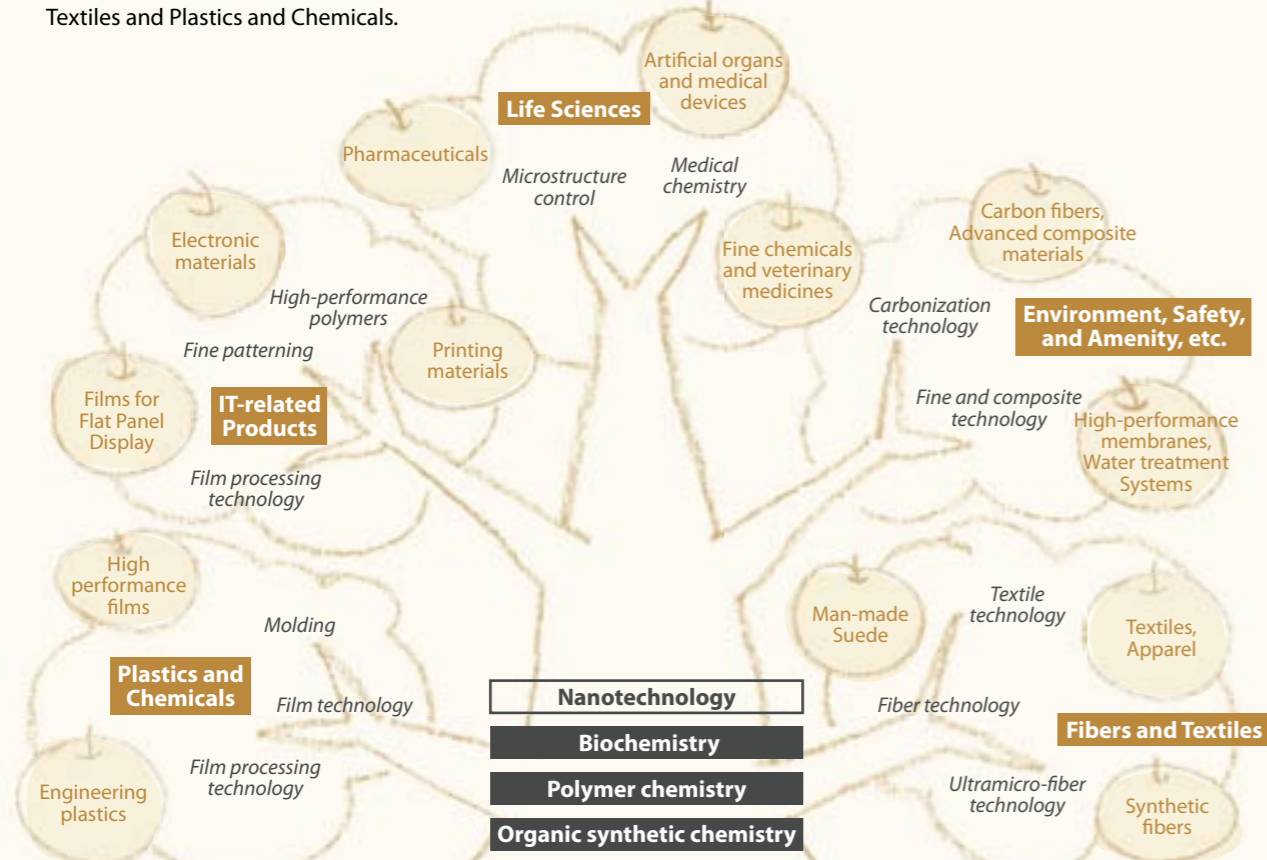 Textiles and Plastics and Chemicals.
Artificial organs
and medical
devices
Life Sciences
Pharmaceuticals
Microstructure
control
Medical
chemistry
Electronic
materials
Fine chemicals
and veterinary
medicines
Carbon fibers,
Advanced composite
materials
High-performance
polymers
Carbonization
technology
Environment, Safety,
and Amenity, etc.
Fine patterning
Printing
materials
Films for
Flat Panel
Display
IT-related
Products
Fine and composite
technology
High-performance
membranes,
Water treatment
Systems
Film processing
technology
High
performance
films
Molding
Man-made
Suede
Textile
technology
Textiles,
Apparel
Plastics and
Chemicals
Film technology
Nanotechnology
Fiber technology
Fibers and Textiles
Biochemistry
Film processing
technology
Engineering
plastics
Polymer chemistry
Ultramicro-fiber
technology
Synthetic
fibers
Organic synthetic chemistry